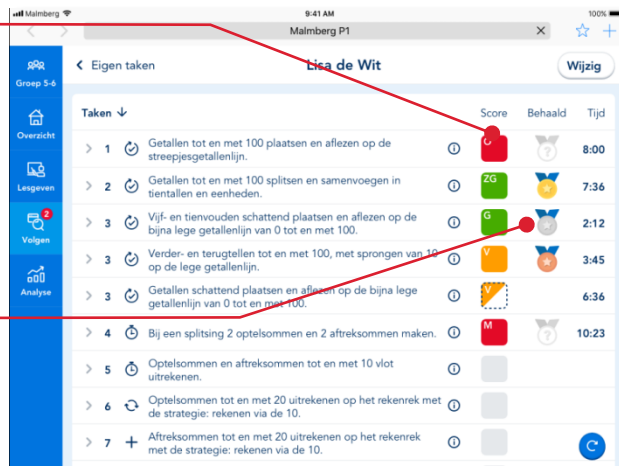 Malmberg
9:41 AM
100%
Malmberg P1
Groep 5-6
Overzicht
Lesgeven
2
Volgen
Analyse
Eigen taken
Lisa de Wit
Wijzig
Taken
Score
Behaald
Tijd
1
Getallen tot en met 100 plaatsen en aflezen op de
streepjesgetallenlijn.
?
8:00
2
Getallen tot en met 100 splitsen en samenvoegen in
tientallen en eenheden.
ZG
7:36
3
Vijf- en tienvouden schattend plaatsen en aflezen op de
bijna lege getallenlijn van 0 tot en met 100.
G
2:12
3
Verder- en terugtellen tot en met 100, met sprongen van 10
op de lege getallenlijn.
V
3:45
3
Getallen schattend plaatsen en aflezen op de bijna lege
getallenlijn van 0 tot en met 100.
V
6:36
4
Bij een splitsing 2 optelsommen en 2 aftreksommen maken.
M
?
10:23
5
Optelsommen en aftreksommen tot en met 10 vlot
uitrekenen.
6
Optelsommen tot en met 20 uitrekenen op het rekenrek met
de strategie: rekenen via de 10.
7
Aftreksommen tot en met 20 uitrekenen op het rekenrek
met de strategie: rekenen via de 10.